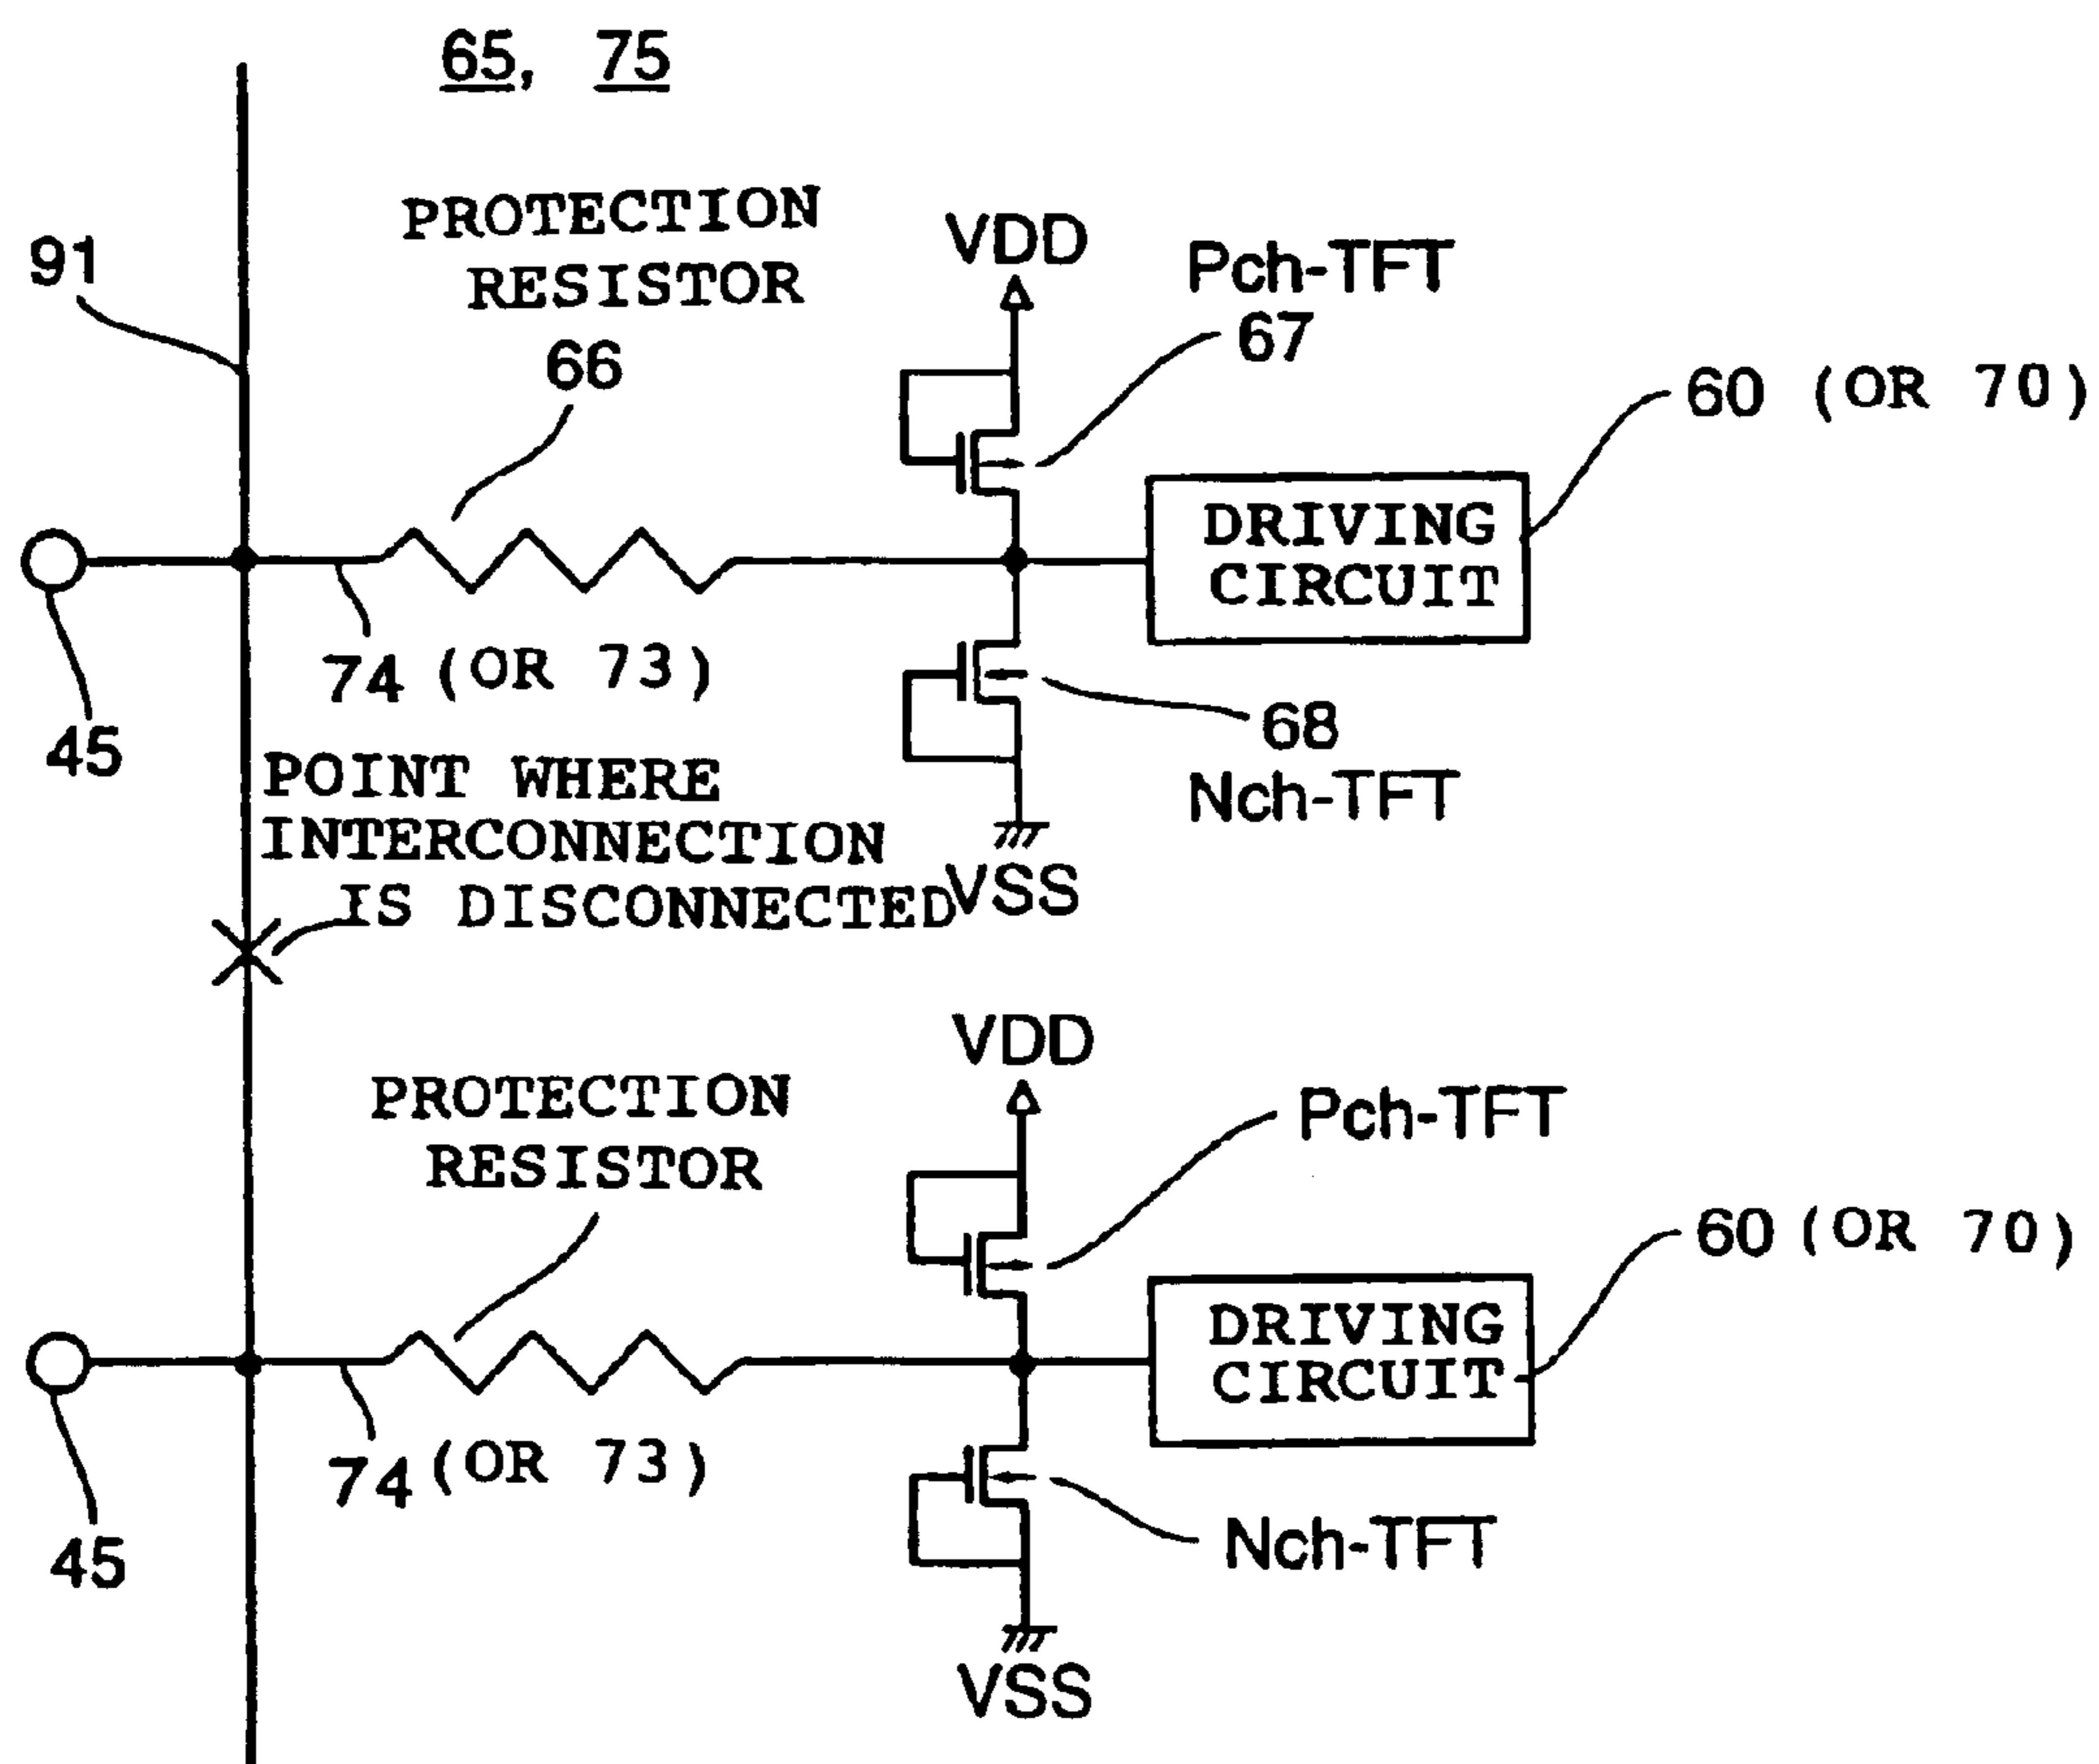 65, 75
PROTECTION
RESISTOR
66
91
VDD
Pch-TFT
67
60 (OR 70)
DRIVING
CIRCUIT
74 (OR 73)
45
68
Nch-TFT
VSS
POINT WHERE
INTERCONNECTION
IS DISCONNECTED
VDD
Pch-TFT
PROTECTION
RESISTOR
60 (OR 70)
DRIVING
CIRCUIT
74 (OR 73)
45
Nch-TFT
VSS